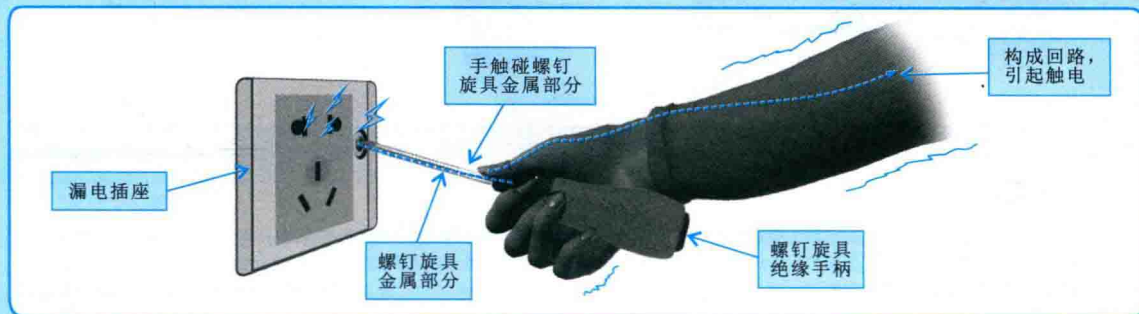 手触碰螺钉
旋具金属部分
构成回路，
引起触电
漏电插座
螺钉旋具
金属部分
螺钉旋具
绝缘手柄